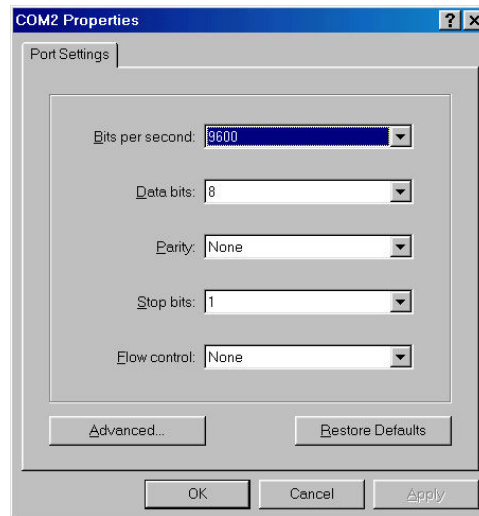 COM2 Properties
Port Settings
Bits per second: 9600
Data bits: 8
Parity: None
Stop bits: 1
Flow control: None
Advanced... Restore Defaults
OK Cancel Apply